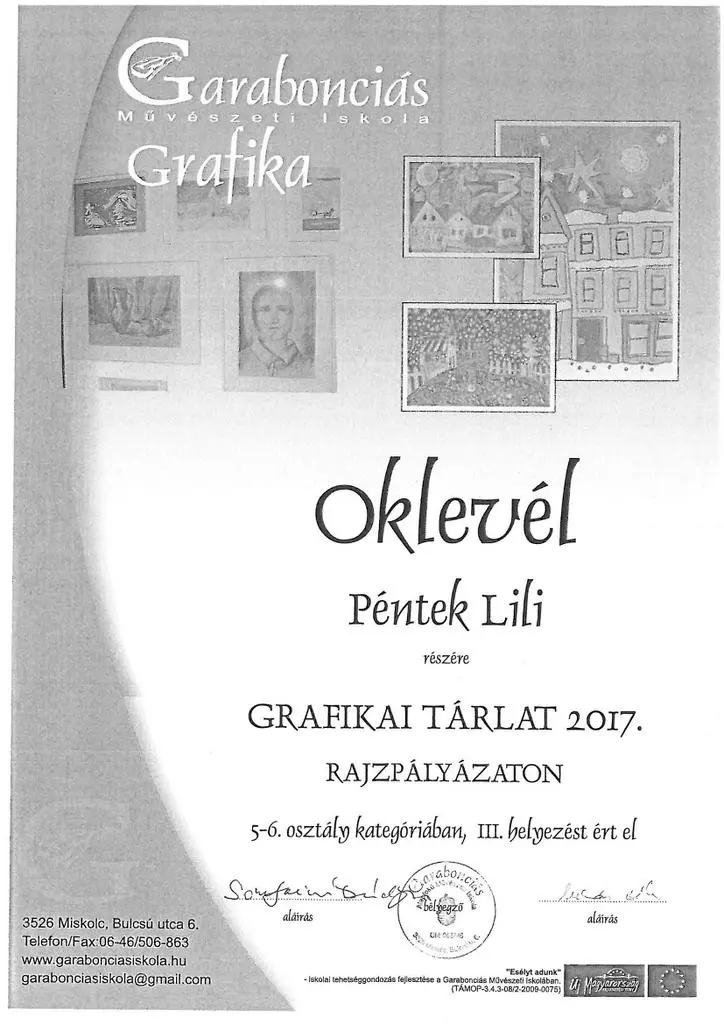 Garabonciás
Művészeti Iskola
Grafika
Oklevél
Péntek Lili
részére
GRAFIKAI TÁRLAT 2017.
RAJZPÁLYÁZATON
5-6. osztály kategóriában, III. helyezést ért el
aláírás
bélyegző
aláírás
3526 Miskolc, Bulcsú utca 6.
Telefon/Fax:06-46/506-863
www.garabonciasiskola.hu
garabonciasiskola@gmail.com
"Esélyt adunk"
- Iskolai tehetséggondozás fejlesztése a Garabonciás Művészeti Iskolában.
(TÁMOP-3.4.3-08/2-2009-0075)
Új Magyarország